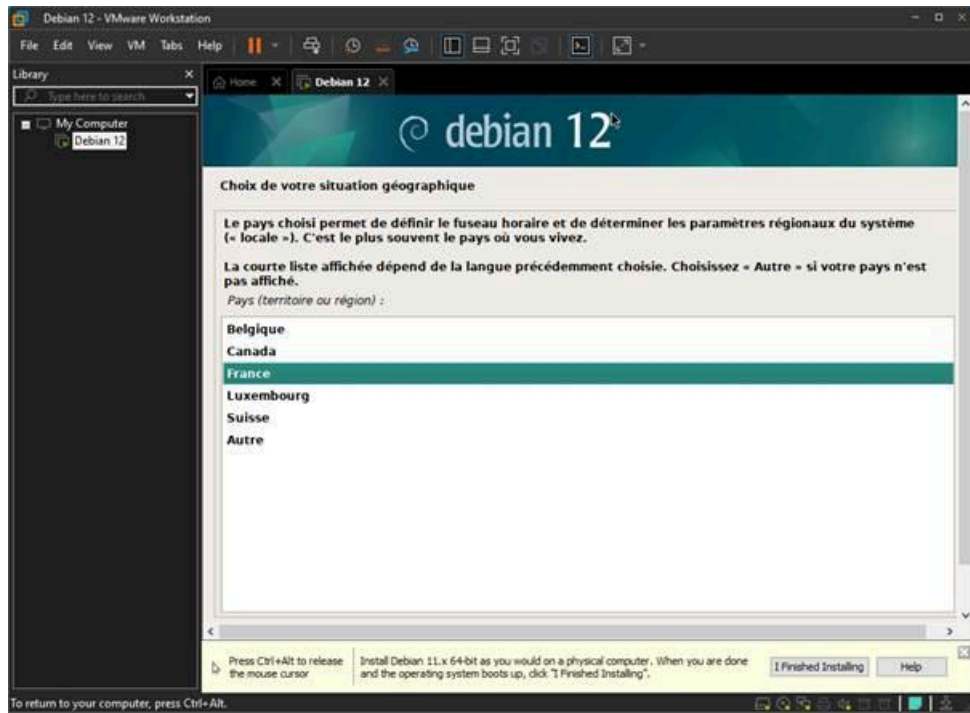 Debian 12 - VMware Workstation
File Edit View VM Tabs Help
Library
Type here to search
My Computer
Debian 12
Home
Debian 12
debian 12
Choix de votre situation géographique
Le pays choisi permet de définir le fuseau horaire et de déterminer les paramètres régionaux du système
(« locale »). C'est le plus souvent le pays où vous vivez.
La courte liste affichée dépend de la langue précédemment choisie. Choisissez « Autre » si votre pays n'est
pas affiché.
Pays (territoire ou région) :
Belgique
Canada
France
Luxembourg
Suisse
Autre
Press Ctrl+Alt to release
the mouse cursor
Install Debian 11.x 64-bit as you would on a physical computer. When you are done
and the operating system boots up, click "I Finished Installing".
I Finished Installing
Help
To return to your computer, press Ctrl+Alt.